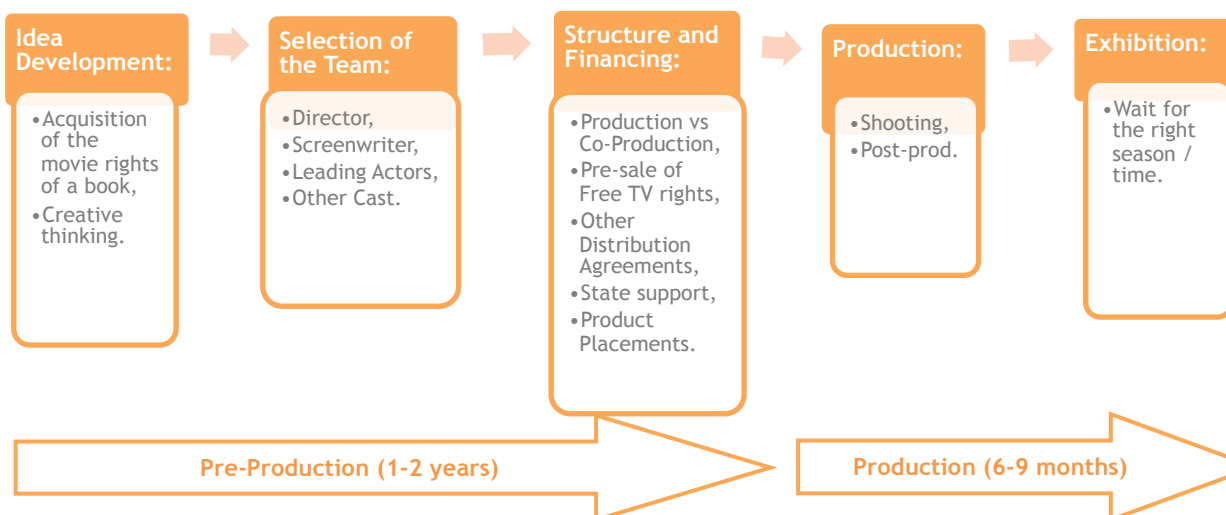 Idea
Development:
•Acquisition
of the
movie rights
of a book,
•Creative
thinking.
Selection of
the Team:
•Director,
•Screenwriter,
•Leading Actors,
•Other Cast.
Structure and
Financing:
•Production vs
Co-Production,
•Pre-sale of
Free TV rights,
•Other
Distribution
Agreements,
•State support,
•Product
Placements.
Production:
•Shooting,
•Post-prod.
Exhibition:
•Wait for
the right
season /
time.
Pre-Production (1-2 years)
Production (6-9 months)